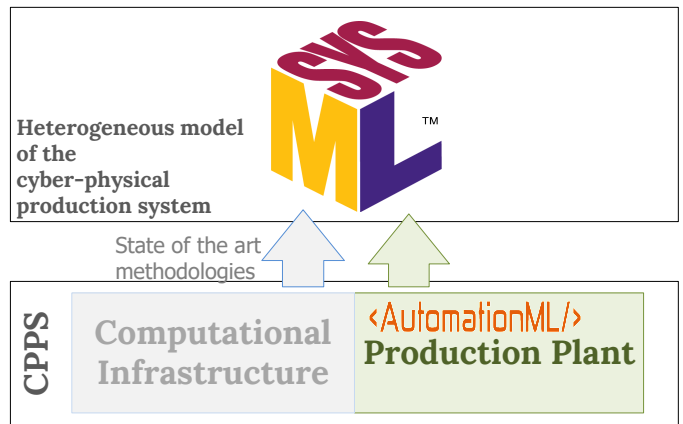 SYS
ML
TM
Heterogeneous model
of the
cyber-physical
production system
State of the art
methodologies
CPPS
Computational
Infrastructure
<AutomationML/>
Production Plant